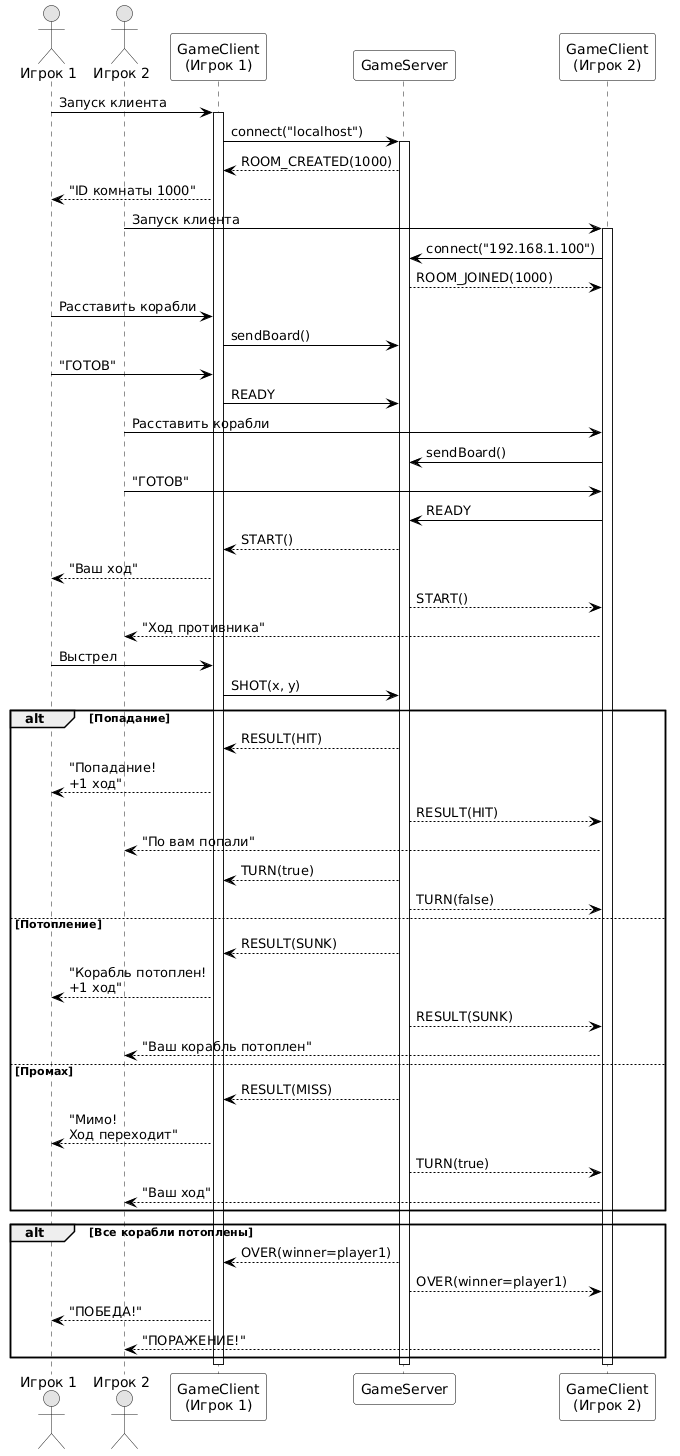 Игрок 1
Игрок 2
GameClient
(Игрок 1)
GameServer
GameClient
(Игрок 2)
Запуск клиента
connect("localhost")
ROOM_CREATED(1000)
"ID комнаты 1000"
Запуск клиента
connect("192.168.1.100")
ROOM_JOINED(1000)
Расставить корабли
sendBoard()
"ГОТОВ"
READY
Расставить корабли
sendBoard()
"ГОТОВ"
READY
START()
"Ваш ход"
START()
"Ход противника"
Выстрел
SHOT(x, y)
alt [Попадание]
RESULT(HIT)
"Попадание!
+1 ход"
RESULT(HIT)
"По вам попали"
TURN(true)
TURN(false)
[Потопление]
RESULT(SUNK)
"Корабль потоплен!
+1 ход"
RESULT(SUNK)
"Ваш корабль потоплен"
[Промах]
RESULT(MISS)
"Мимо!
Ход переходит"
TURN(true)
"Ваш ход"
alt [Все корабли потоплены]
OVER(winner=player1)
OVER(winner=player1)
"ПОБЕДА!"
"ПОРАЖЕНИЕ!"
Игрок 1
Игрок 2
GameClient
(Игрок 1)
GameServer
GameClient
(Игрок 2)